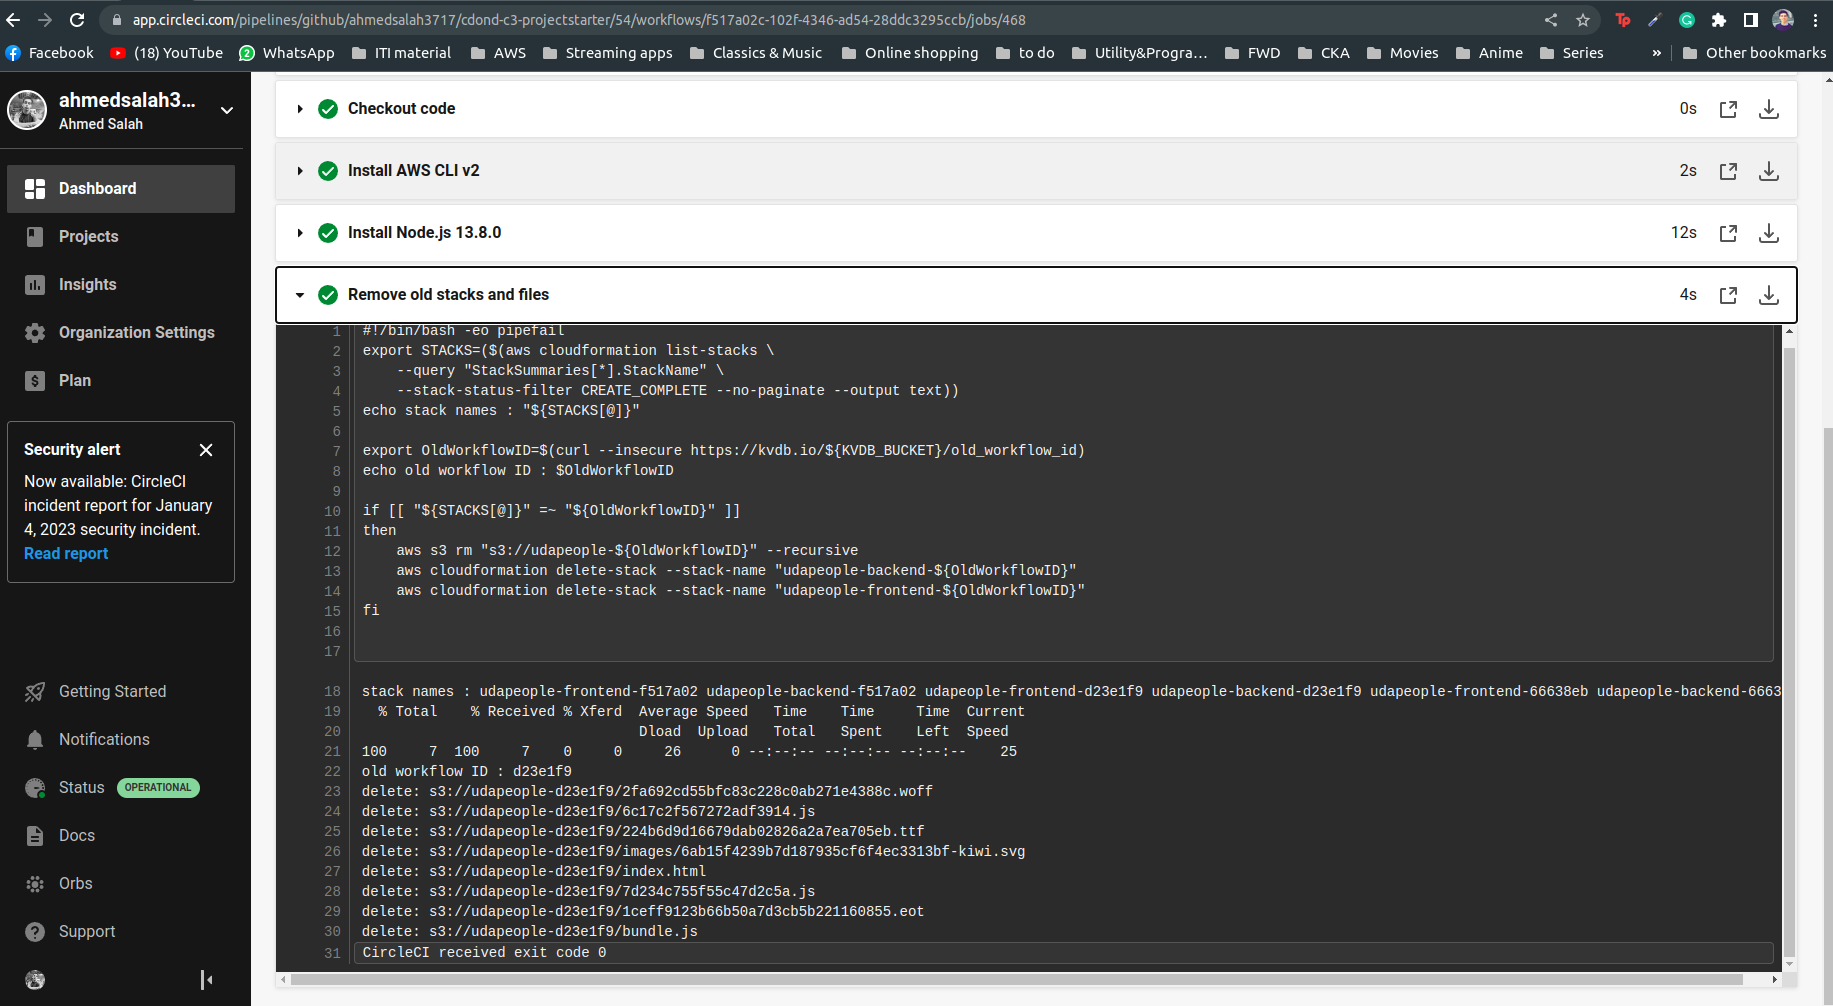 app.circleci.com/pipelines/github/ahmedsalah3717/cdond-c3-projectstarter/54/workflows/f517a02c-102f-4346-ad54-28ddc3295ccb/jobs/468
Facebook (18) YouTube WhatsApp ITI material AWS Streaming apps Classics & Music Online shopping to do Utility&Progra... FWD CKA Movies Anime Series » Other bookmarks
ahmedsalah3...
Ahmed Salah
Dashboard
Projects
Insights
Organization Settings
Plan
Security alert
Now available: CircleCI
incident report for January
4, 2023 security incident.
Read report
Getting Started
Notifications
Status OPERATIONAL
Docs
Orbs
Support
Checkout code 0s
Install AWS CLI v2 2s
Install Node.js 13.8.0 12s
Remove old stacks and files 4s
1 #!/bin/bash -eo pipefail
2 export STACKS=($(aws cloudformation list-stacks \
3     --query "StackSummaries[*].StackName" \
4     --stack-status-filter CREATE_COMPLETE --no-paginate --output text))
5 echo stack names : "${STACKS[@]}"
6
7 export OldWorkflowID=$(curl --insecure https://kvdb.io/${KVDB_BUCKET}/old_workflow_id)
8 echo old workflow ID : $OldWorkflowID
9
10 if [[ "${STACKS[@]}" =~ "${OldWorkflowID}" ]]
11 then
12     aws s3 rm "s3://udapeople-${OldWorkflowID}" --recursive
13     aws cloudformation delete-stack --stack-name "udapeople-backend-${OldWorkflowID}"
14     aws cloudformation delete-stack --stack-name "udapeople-frontend-${OldWorkflowID}"
15 fi
16
17
18 stack names : udapeople-frontend-f517a02 udapeople-backend-f517a02 udapeople-frontend-d23e1f9 udapeople-backend-d23e1f9 udapeople-frontend-66638eb udapeople-backend-6663
19   % Total    % Received % Xferd  Average Speed   Time    Time     Time  Current
20                                  Dload  Upload   Total   Spent    Left  Speed
21 100     7  100     7    0     0     26      0 --:--:-- --:--:-- --:--:--    25
22 old workflow ID : d23e1f9
23 delete: s3://udapeople-d23e1f9/2fa692cd55bfc83c228c0ab271e4388c.woff
24 delete: s3://udapeople-d23e1f9/6c17c2f567272adf3914.js
25 delete: s3://udapeople-d23e1f9/224b6d9d16679dab02826a2a7ea705eb.ttf
26 delete: s3://udapeople-d23e1f9/images/6ab15f4239b7d187935cf6f4ec3313bf-kiwi.svg
27 delete: s3://udapeople-d23e1f9/index.html
28 delete: s3://udapeople-d23e1f9/7d234c755f55c47d2c5a.js
29 delete: s3://udapeople-d23e1f9/1ceff9123b66b50a7d3cb5b221160855.eot
30 delete: s3://udapeople-d23e1f9/bundle.js
31 CircleCI received exit code 0